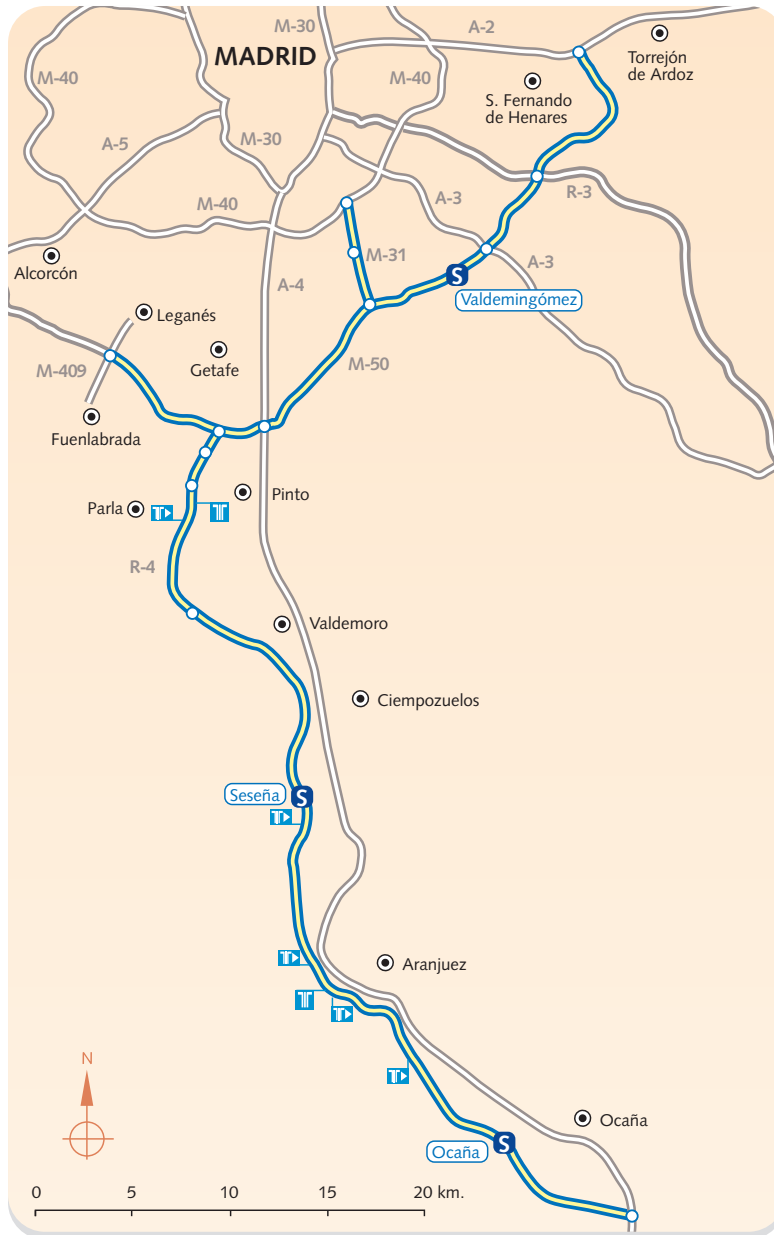 M-30
A-2
MADRID
Torrejón
de Ardoz
M-40
M-40
S. Fernando
de Henares
A-5
M-30
R-3
A-3
M-40
M-31
A-3
Alcorcón
A-4
S
Valdemingómez
Leganés
Getafe
M-50
M-409
Fuenlabrada
Pinto
Parla
T
T
R-4
Valdemoro
Ciempozuelos
Seseña
S
T
T
Aranjuez
T
T
T
Ocaña
N
S
Ocaña
0
5
10
15
20 km.